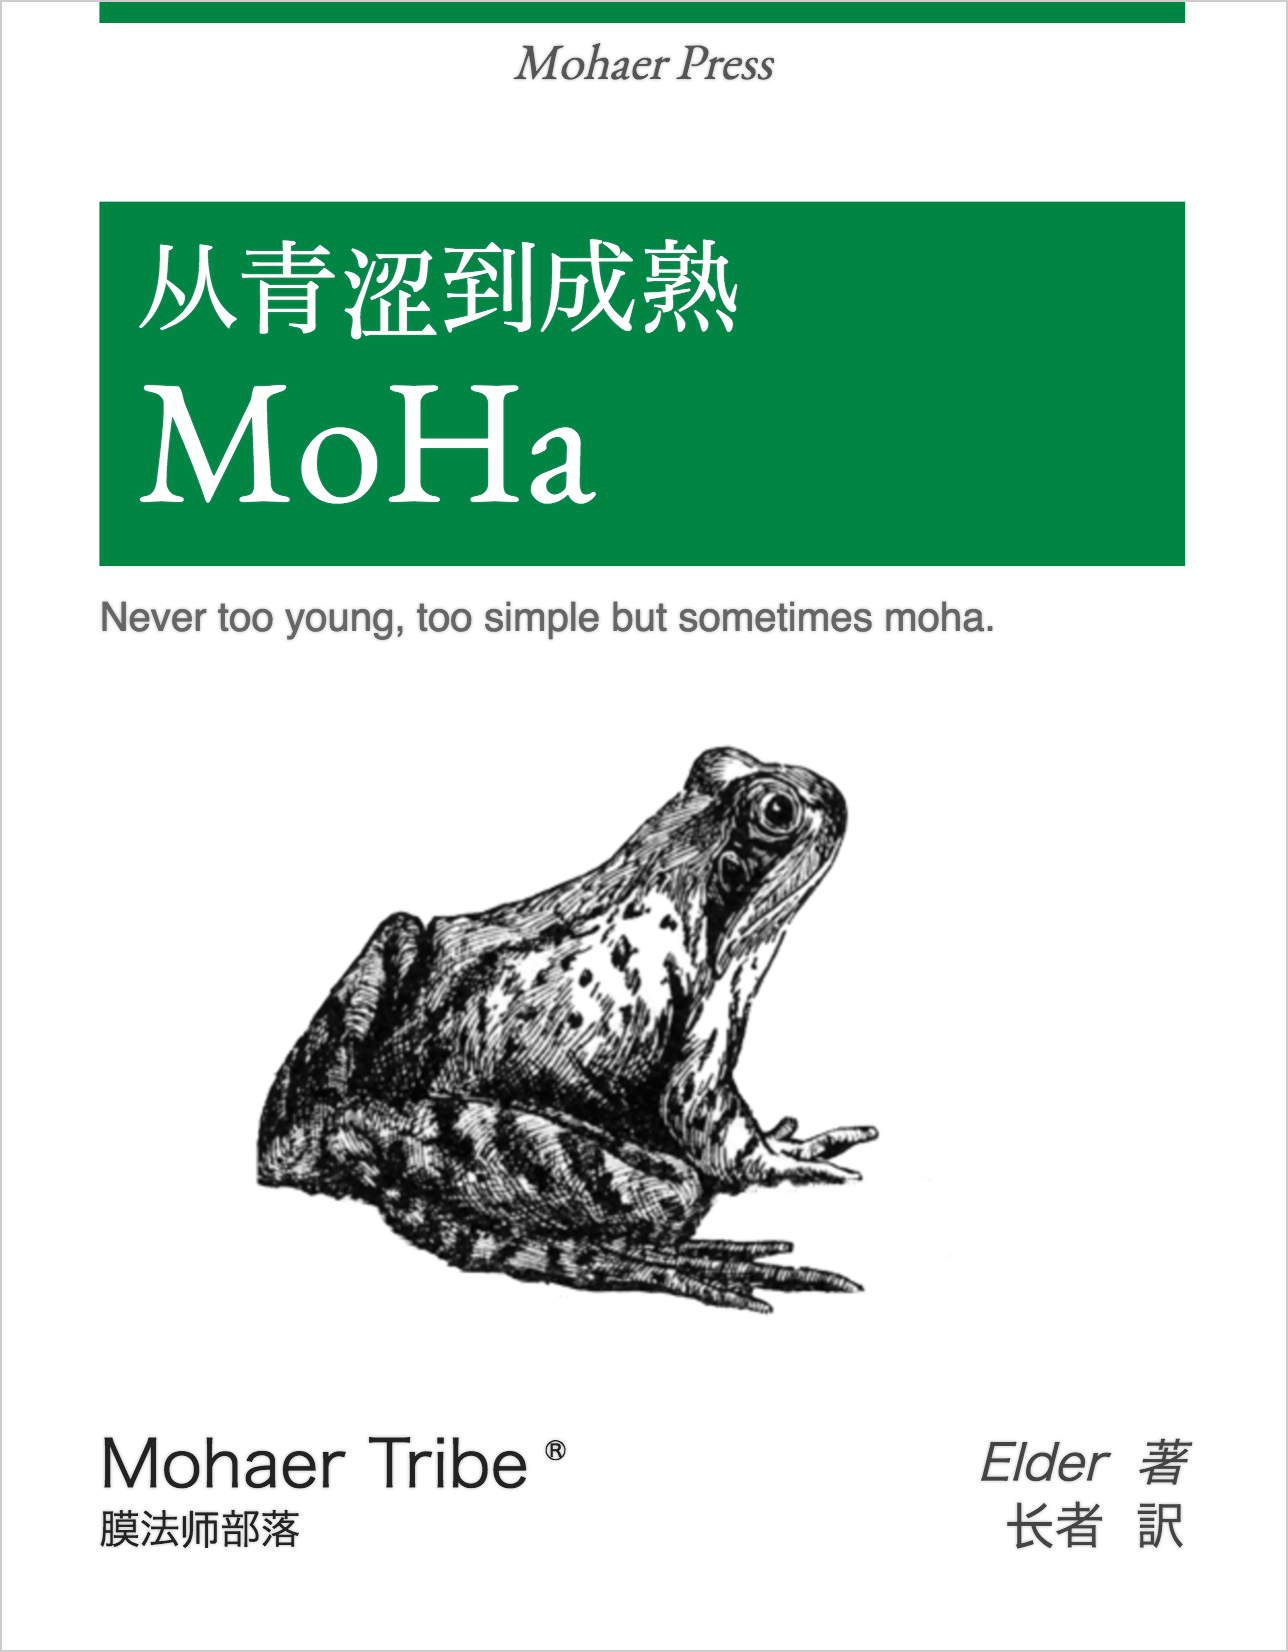 Mohaer Press
从青涩到成熟
MoHa
Never too young, too simple but sometimes moha.
Mohaer Tribe ®
膜法师部落
Elder 著
长者 訳